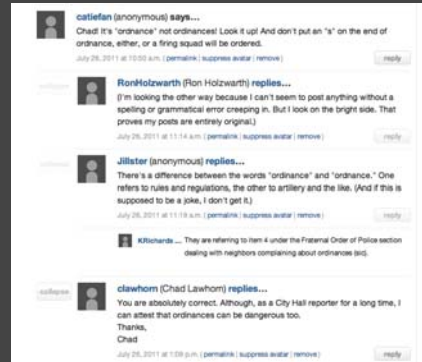 catiefan (anonymous) says...
Chad! It's "ordnance" not ordinances! Look it up! And don't put an "s" on the end of
ordnance, either, or a firing squad will be ordered.
July 26, 2011 at 10:50 a.m. ( permalink | suppress avatar | remove )
reply
RonHolzwarth (Ron Holzwarth) replies...
(I'm looking the other way because I can't seem to post anything without a
spelling or grammatical error creeping in. But I look on the bright side. That
proves my posts are entirely original.)
July 26, 2011 at 11:14 a.m. ( permalink | suppress avatar | remove )
reply
Jillster (anonymous) replies...
There's a difference between the words "ordinance" and "ordnance." One
refers to rules and regulations, the other to artillery and the like. (And if this is
supposed to be a joke, I don't get it.)
July 26, 2011 at 11:19 a.m. ( permalink | suppress avatar | remove )
reply
KRichards ... They are referring to item 4 under the Fraternal Order of Police section
dealing with neighbors complaining about ordinances (sic).
-collapse
clawhorn (Chad Lawhorn) replies...
You are absolutely correct. Although, as a City Hall reporter for a long time, I
can attest that ordinances can be dangerous too.
Thanks,
Chad
July 26, 2011 at 1:09 p.m. ( permalink | suppress avatar | remove )
reply